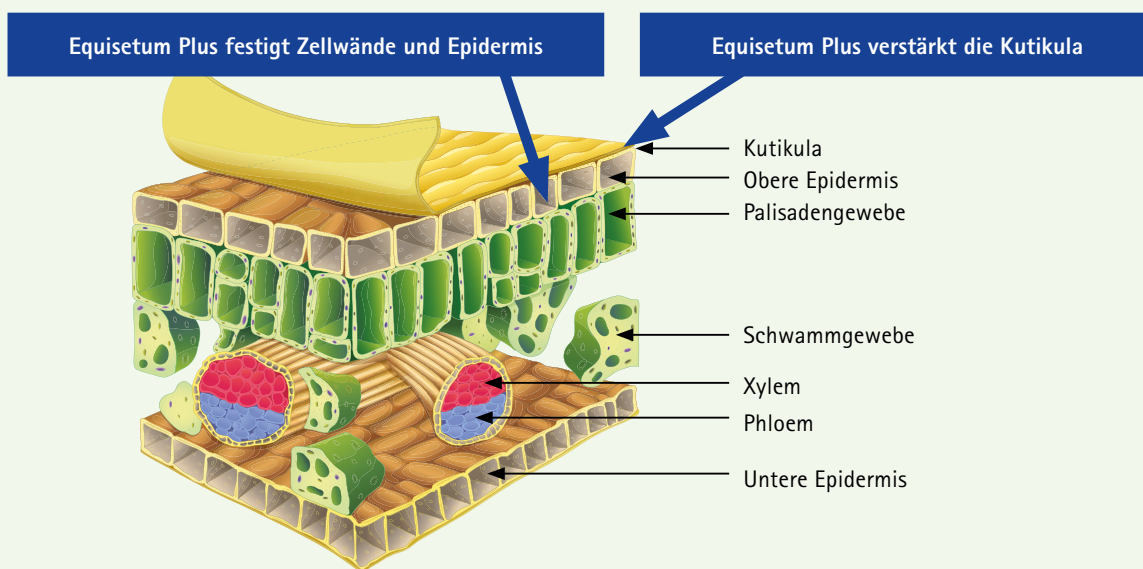 Equisetum Plus festigt Zellwände und Epidermis
Equisetum Plus verstärkt die Kutikula
Kutikula
Obere Epidermis
Palisadengewebe
Schwammgewebe
Xylem
Phloem
Untere Epidermis